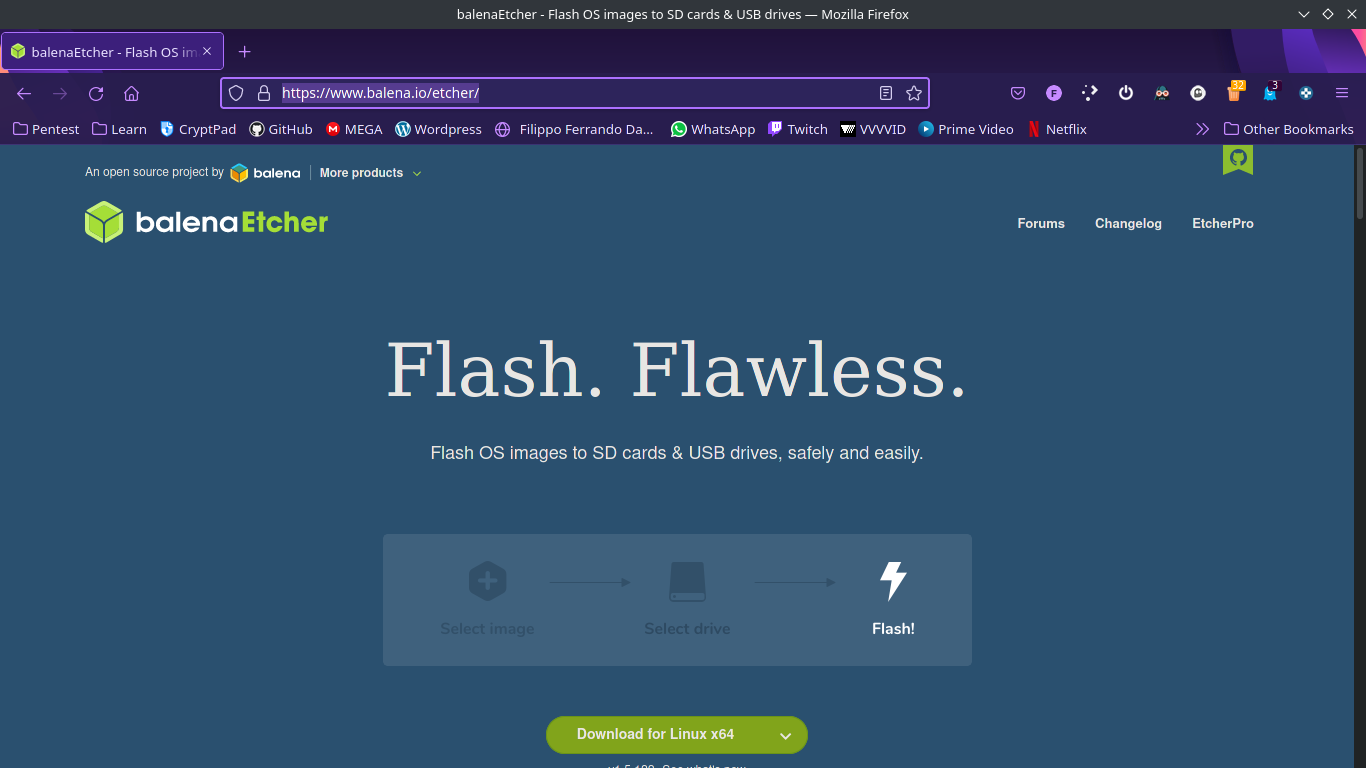 balenaEtcher - Flash OS images to SD cards & USB drives — Mozilla Firefox
balenaEtcher - Flash OS im
https://www.balena.io/etcher/
F
32
3
Pentest Learn CryptPad GitHub MEGA Wordpress Filippo Ferrando Da... WhatsApp Twitch VVVVID Prime Video Netflix Other Bookmarks
An open source project by balena More products
balenaEtcher
Forums Changelog EtcherPro
Flash. Flawless.
Flash OS images to SD cards & USB drives, safely and easily.
Select image Select drive Flash!
Download for Linux x64
See what's new